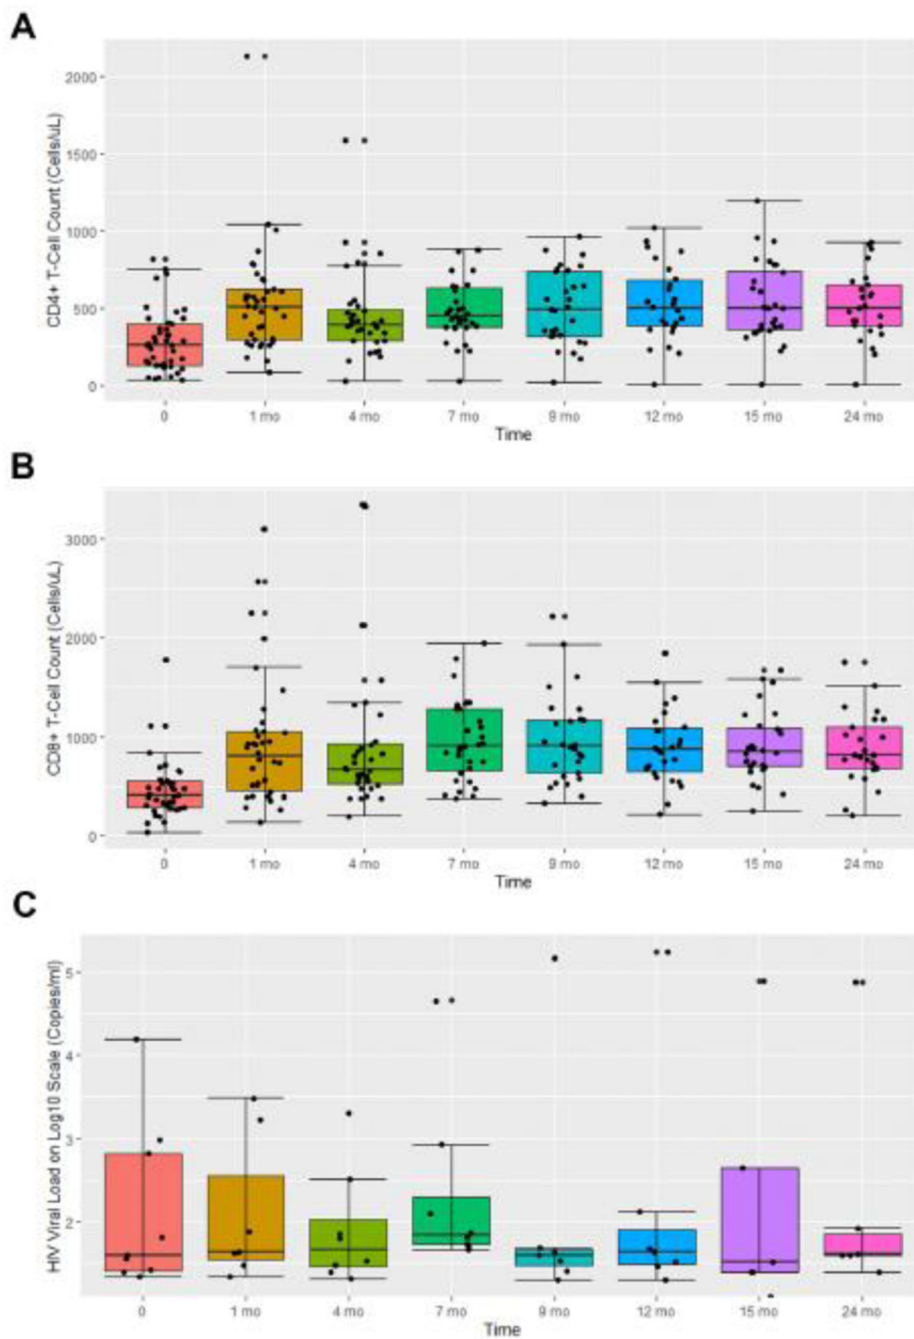 A
CD4+ T-Cell Count (Cells/uL)
2000
1500
1000
500
0
0 1 mo 4 mo 7 mo 9 mo 12 mo 15 mo 24 mo
Time
B
CD8+ T-Cell Count (Cells/uL)
3000
2000
1000
0
0 1 mo 4 mo 7 mo 9 mo 12 mo 15 mo 24 mo
Time
C
HIV Viral Load on Log10 Scale (Copies/ml)
5
4
3
2
0 1 mo 4 mo 7 mo 9 mo 12 mo 15 mo 24 mo
Time